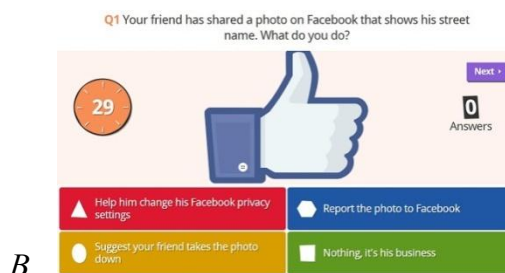 Q1 Your friend has shared a photo on Facebook that shows his street
name. What do you do?
Next
29
0
Answers
Help him change his Facebook privacy
settings
Report the photo to Facebook
Suggest your friend takes the photo
down
Nothing, it's his business
B